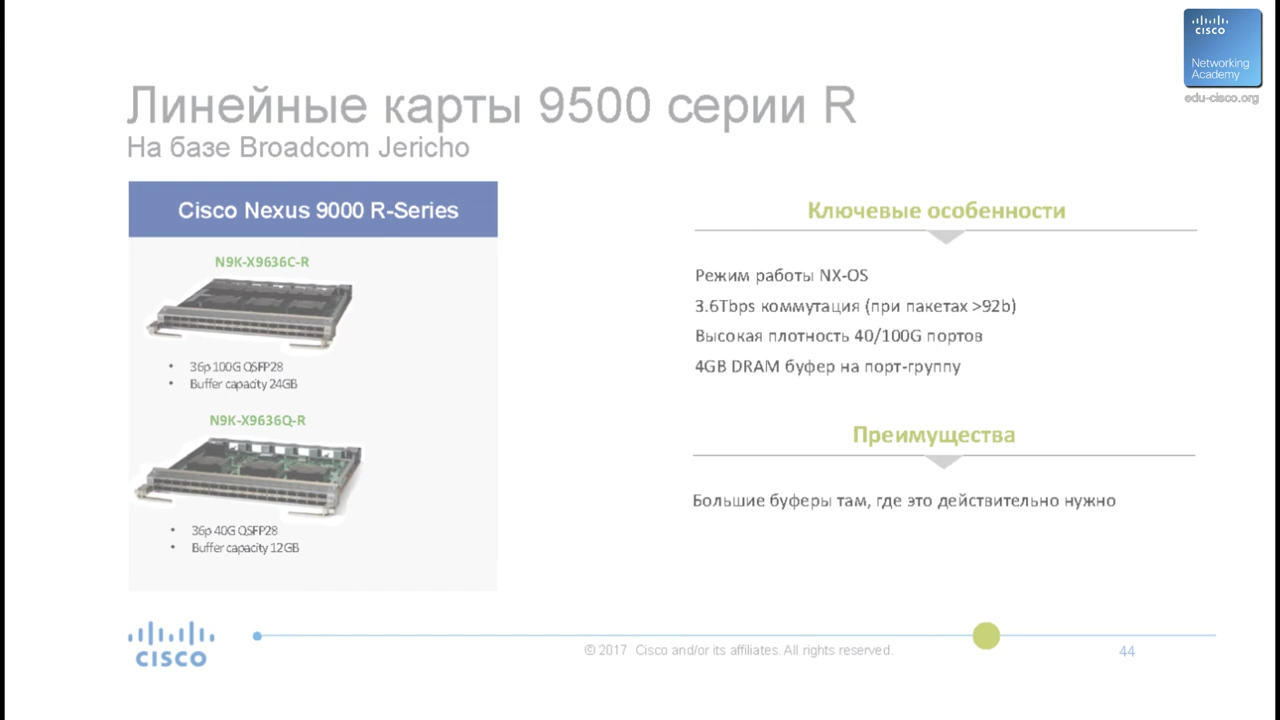 CISCO
Networking
Academy
edu-cisco.org
Линейные карты 9500 серии R
На базе Broadcom Jericho
Cisco Nexus 9000 R-Series
N9K-X9636C-R
• 36p 100G QSFP28
• Buffer capacity 24GB
N9K-X9636Q-R
• 36p 40G QSFP28
• Buffer capacity 12GB
Ключевые особенности
Режим работы NX-OS
3.6Tbps коммутация (при пакетах >92b)
Высокая плотность 40/100G портов
4GB DRAM буфер на порт-группу
Преимущества
Большие буферы там, где это действительно нужно
CISCO
© 2017 Cisco and/or its affiliates. All rights reserved.
44